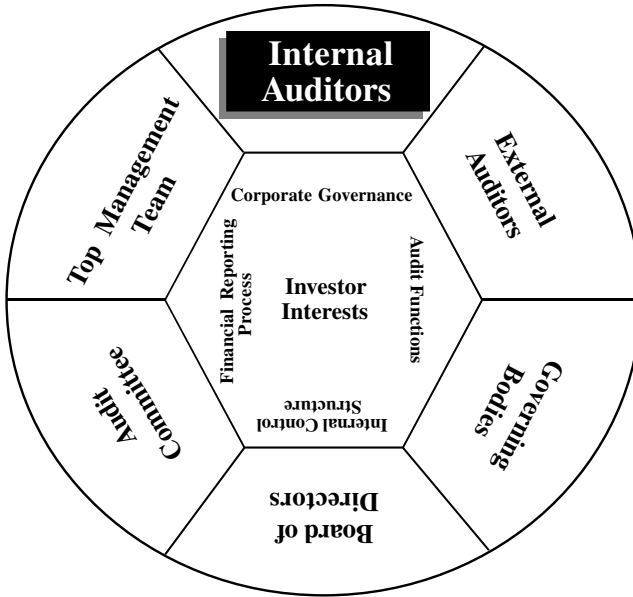 Internal
Auditors
External
Auditors
Governing
Bodies
Board of
Directors
Audit
Committee
Top Management
Team
Corporate Governance
Audit Functions
Internal Control
Structure
Financial Reporting
Process
Investor
Interests